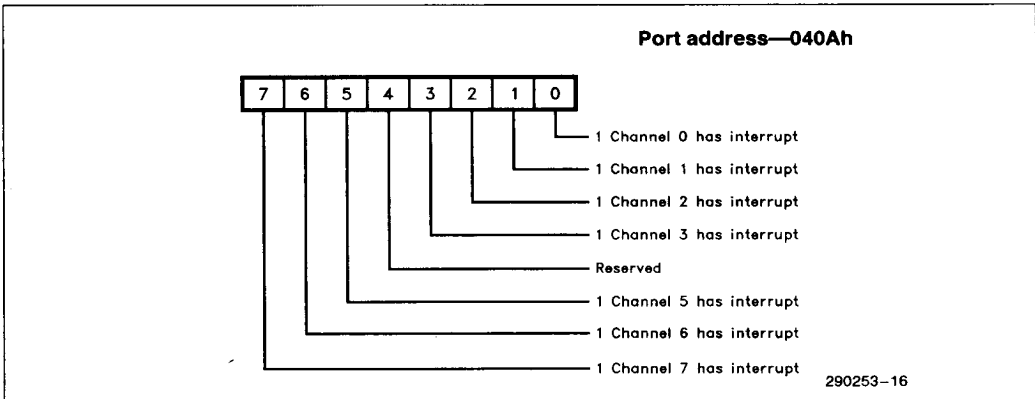 Port address—040Ah
7 6 5 4 3 2 1 0
1 Channel 0 has interrupt
1 Channel 1 has interrupt
1 Channel 2 has interrupt
1 Channel 3 has interrupt
Reserved
1 Channel 5 has interrupt
1 Channel 6 has interrupt
1 Channel 7 has interrupt
290253–16